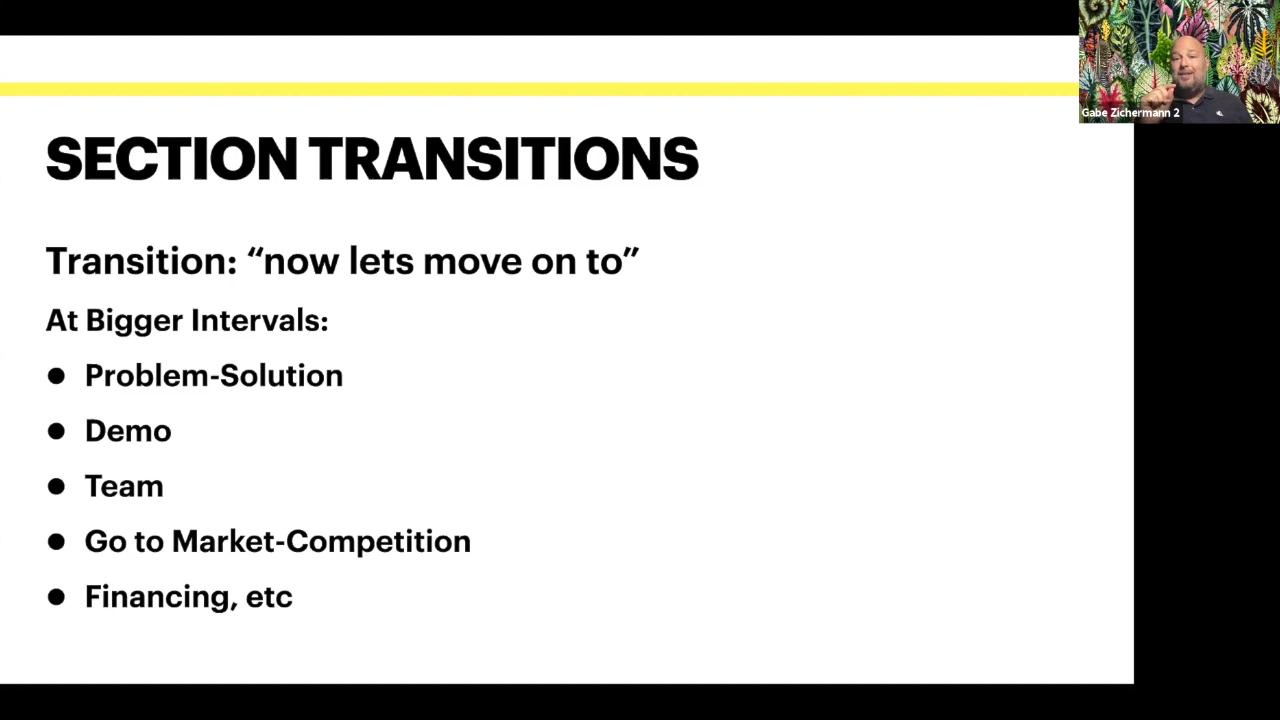 Gabe Zichermann 2
SECTION TRANSITIONS
Transition: “now lets move on to”
At Bigger Intervals:
● Problem-Solution
● Demo
● Team
● Go to Market-Competition
● Financing, etc